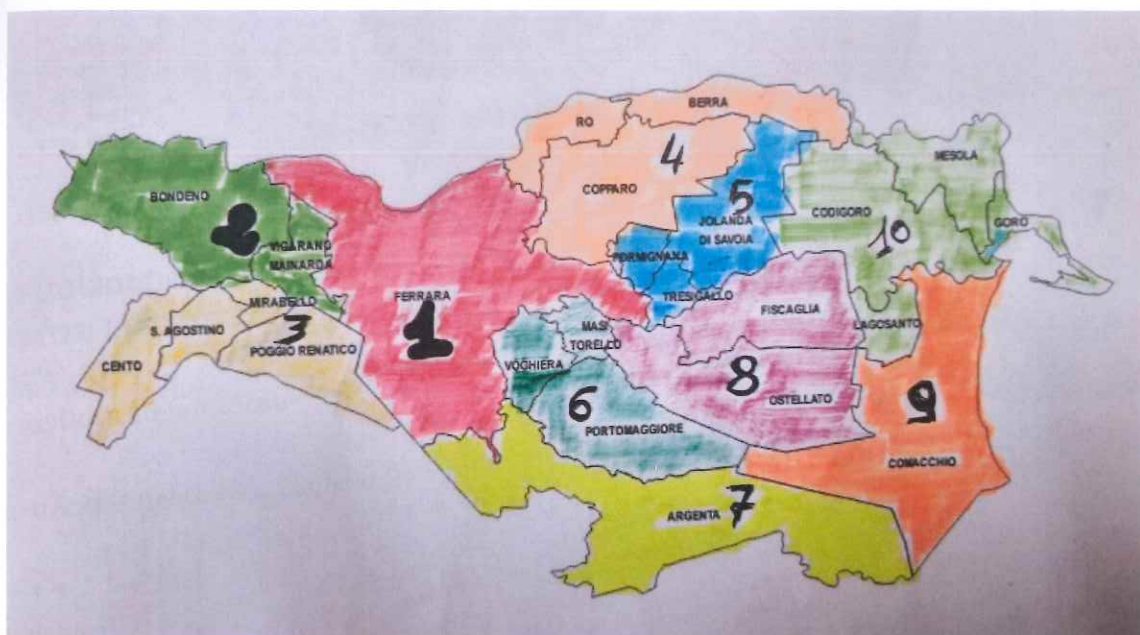 BERRA
RO
4
MESOLA
COPPARO
BONDENO
5
CODIGORO
GORO
2
JOLANDA
DI SAVOIA
10
VIGARANO
MAINARDA
FORMIGNANA
FERRARA
TRESIGALLO
MIRABELLO
FISCAGLIA
S. AGOSTINO
3
1
MASI
TORELLO
LAGOSANTO
POGGIO RENATICO
CENTO
VOGHIERA
8
9
6
OSTELLATO
PORTOMAGGIORE
COMACCHIO
ARGENTA
7